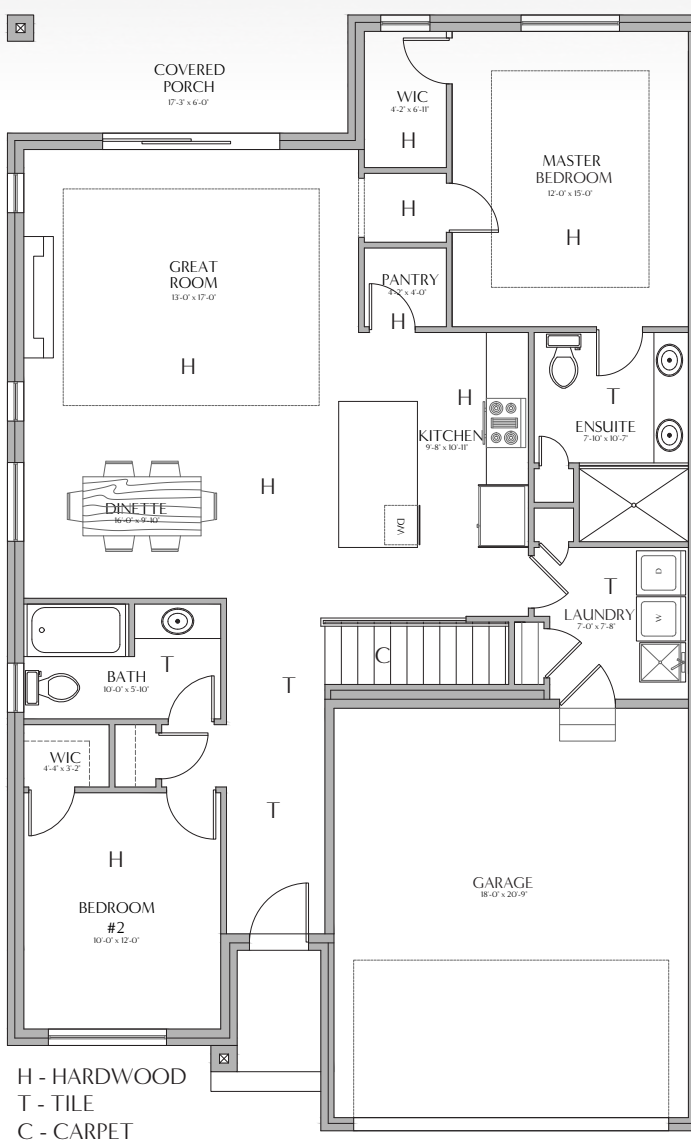 COVERED
PORCH
17'-3" x 6'-0"
WIC
4'-2" x 6'-11"
H
MASTER
BEDROOM
12'-0" x 15'-0"
H
H
GREAT
ROOM
13'-0" x 17'-0"
H
PANTRY
4'-2" x 4'-0"
H
H
KITCHEN
9'-8" x 10'-11"
T
ENSUITE
7'-10" x 10'-7"
H
DINETTE
16'-0" x 9'-10"
DW
T
LAUNDRY
7'-0" x 7'-8"
D
W
C
BATH
10'-0" x 5'-10"
T
T
WIC
4'-4" x 3'-2"
T
H
BEDROOM
#2
10'-0" x 12'-0"
GARAGE
18'-0" x 20'-9"
H - HARDWOOD
T - TILE
C - CARPET